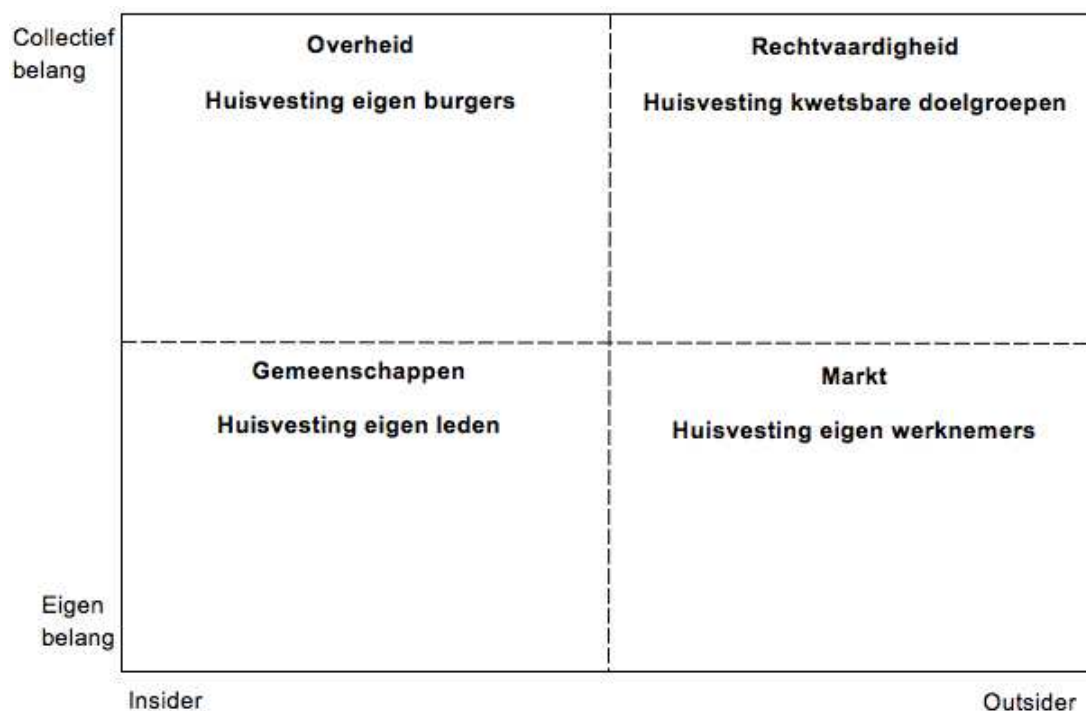 Collectief
belang
Overheid
Huisvesting eigen burgers
Rechtvaardigheid
Huisvesting kwetsbare doelgroepen
Gemeenschappen
Huisvesting eigen leden
Markt
Huisvesting eigen werknemers
Eigen
belang
Insider
Outsider